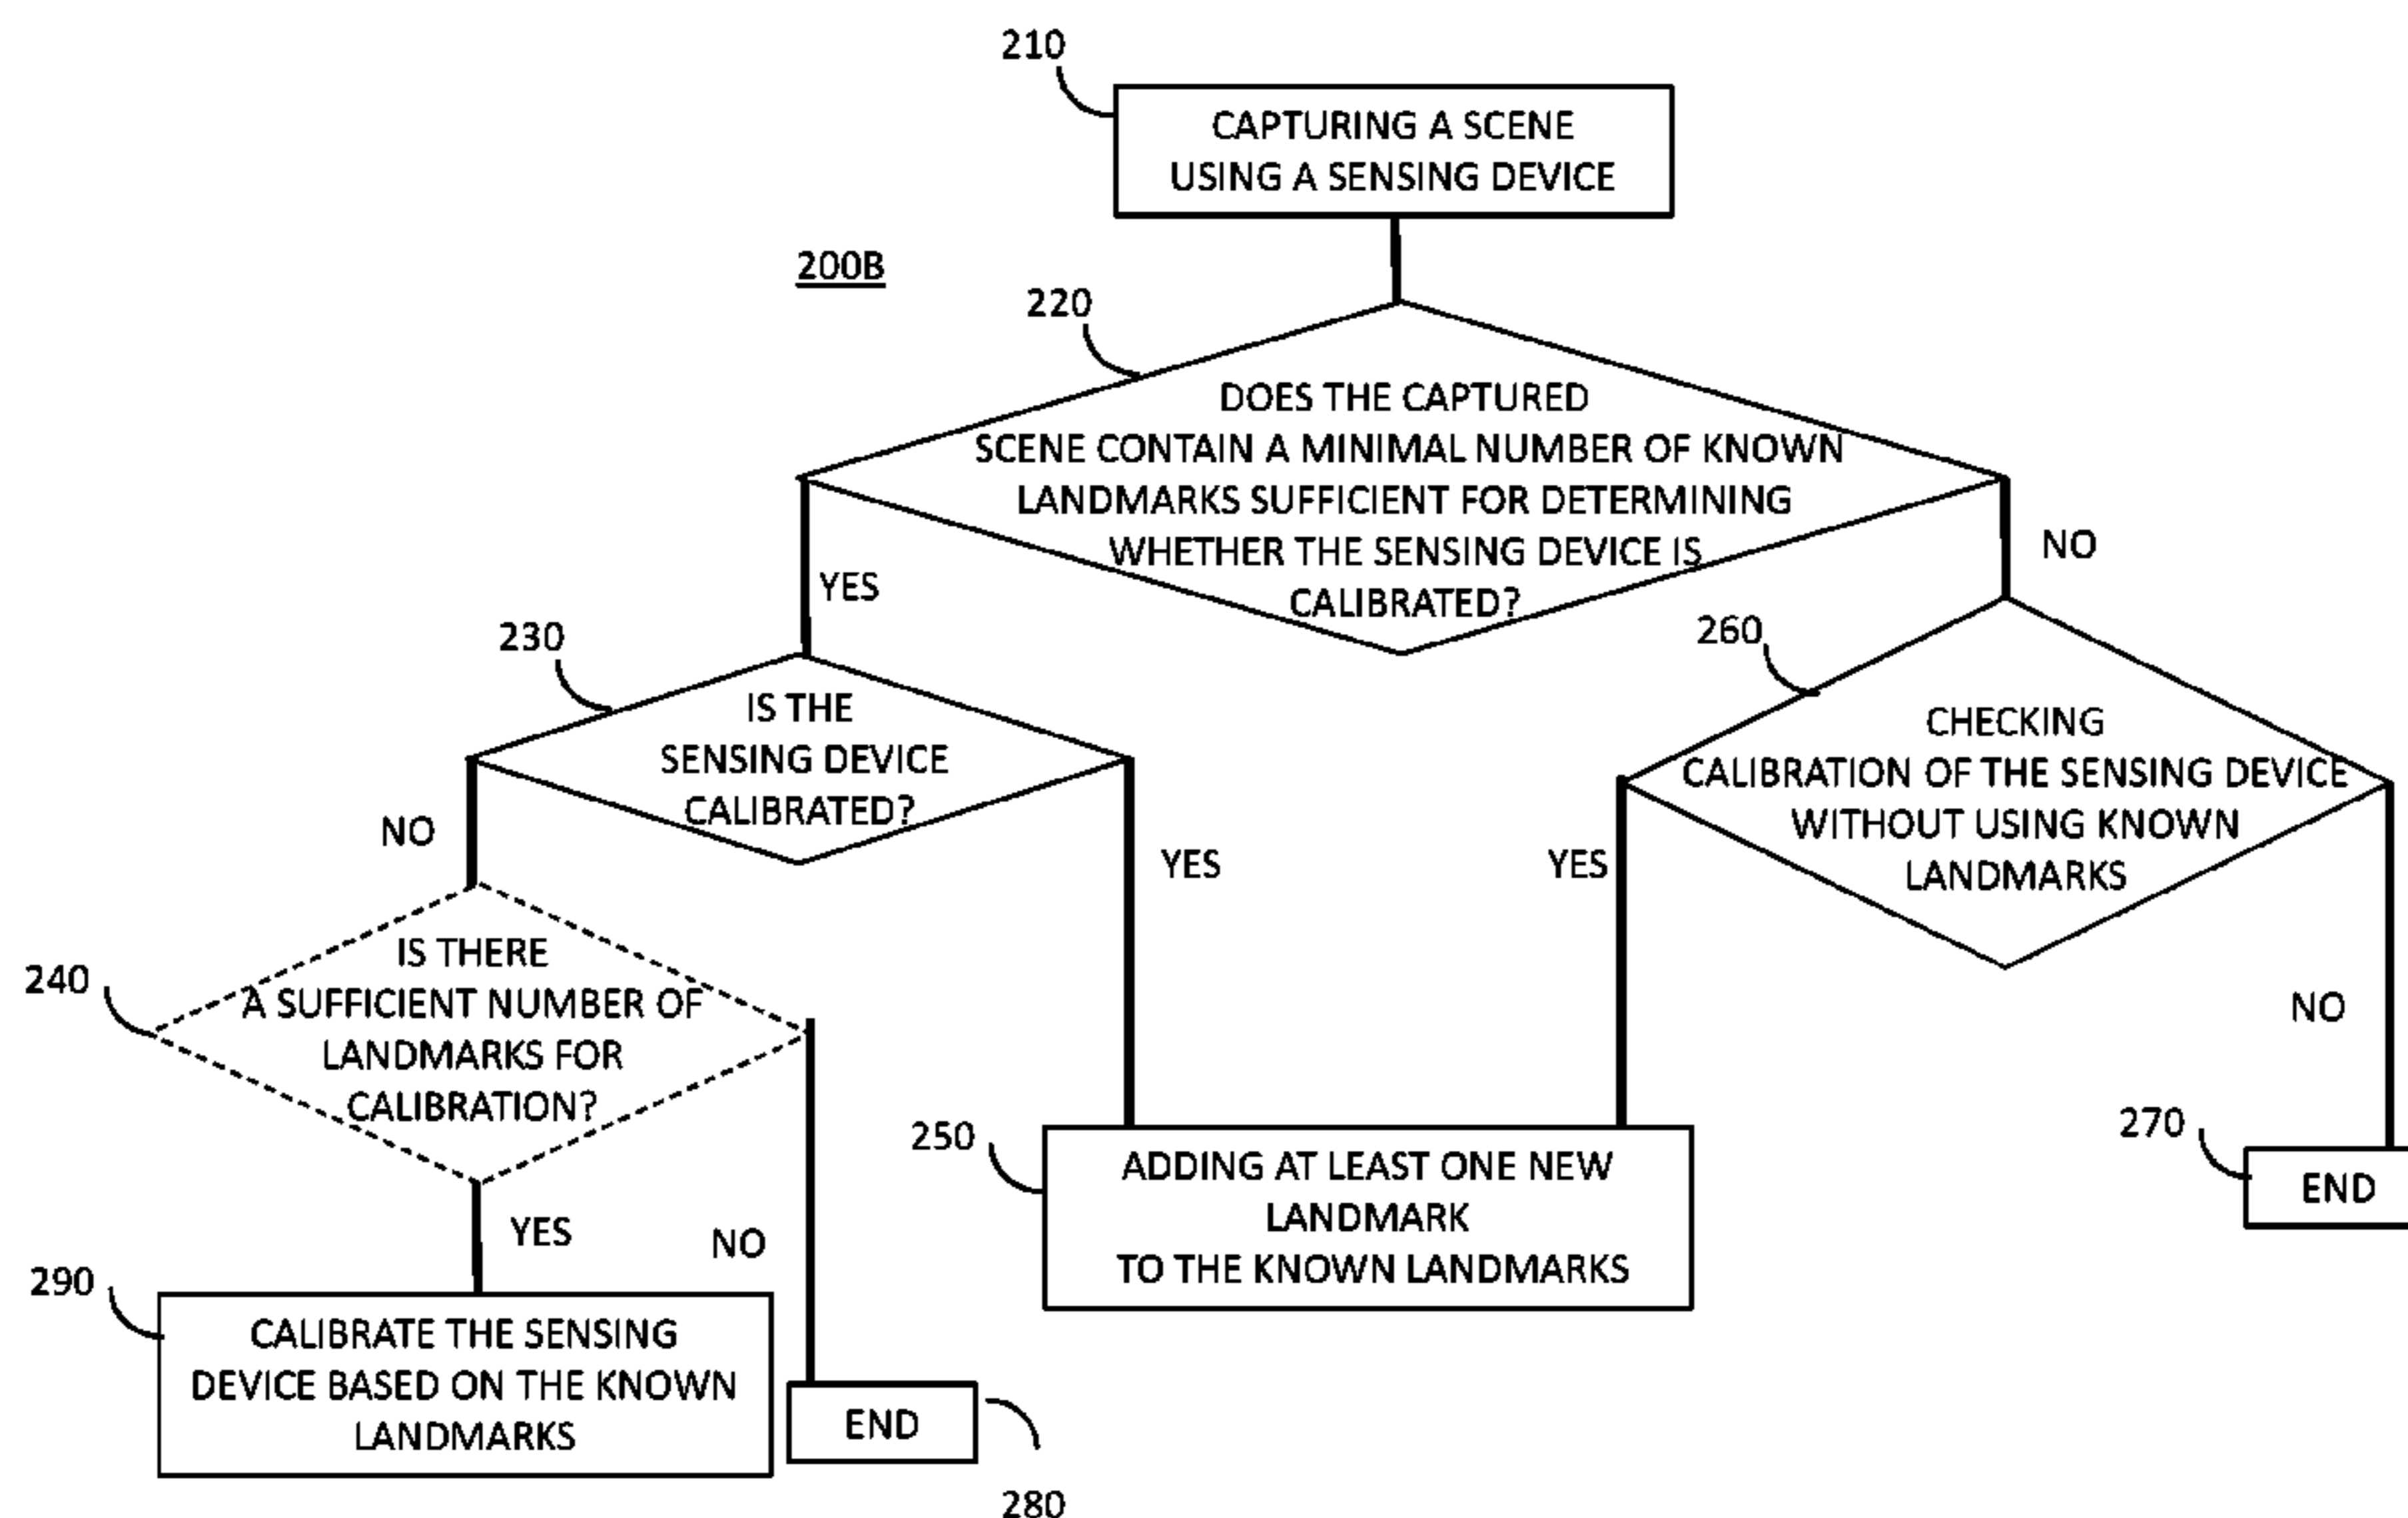 210
CAPTURING A SCENE
USING A SENSING DEVICE
200B
220
DOES THE CAPTURED
SCENE CONTAIN A MINIMAL NUMBER OF KNOWN
LANDMARKS SUFFICIENT FOR DETERMINING
WHETHER THE SENSING DEVICE IS
CALIBRATED?
YES
NO
230
IS THE
SENSING DEVICE
CALIBRATED?
260
CHECKING
CALIBRATION OF THE SENSING DEVICE
WITHOUT USING KNOWN
LANDMARKS
NO
YES
YES
NO
240
IS THERE
A SUFFICIENT NUMBER OF
LANDMARKS FOR
CALIBRATION?
250
ADDING AT LEAST ONE NEW
LANDMARK
TO THE KNOWN LANDMARKS
270
END
YES
NO
290
CALIBRATE THE SENSING
DEVICE BASED ON THE KNOWN
LANDMARKS
END
280